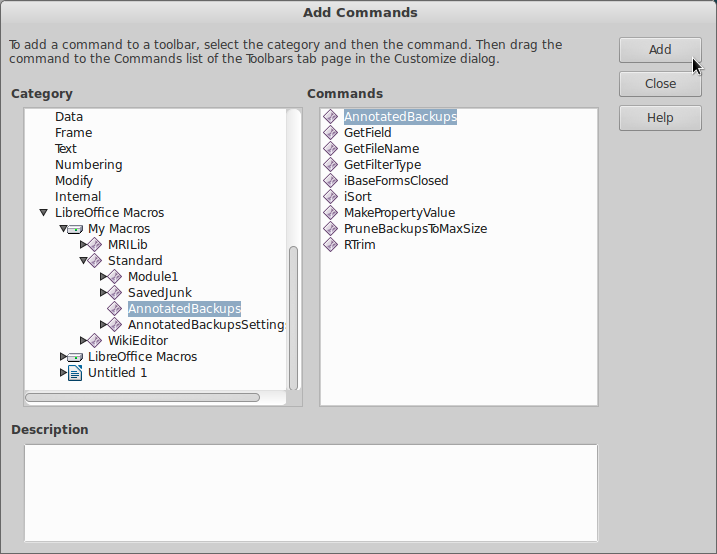 Add Commands
To add a command to a toolbar, select the category and then the command. Then drag the
command to the Commands list of the Toolbars tab page in the Customize dialog.
Add
Close
Help
Category
Commands
Data
Frame
Text
Numbering
Modify
Internal
LibreOffice Macros
My Macros
MRILib
Standard
Module1
SavedJunk
AnnotatedBackups
AnnotatedBackupsSetting
WikiEditor
LibreOffice Macros
Untitled 1
AnnotatedBackups
GetField
GetFileName
GetFilterType
iBaseFormsClosed
iSort
MakePropertyValue
PruneBackupsToMaxSize
RTrim
Description